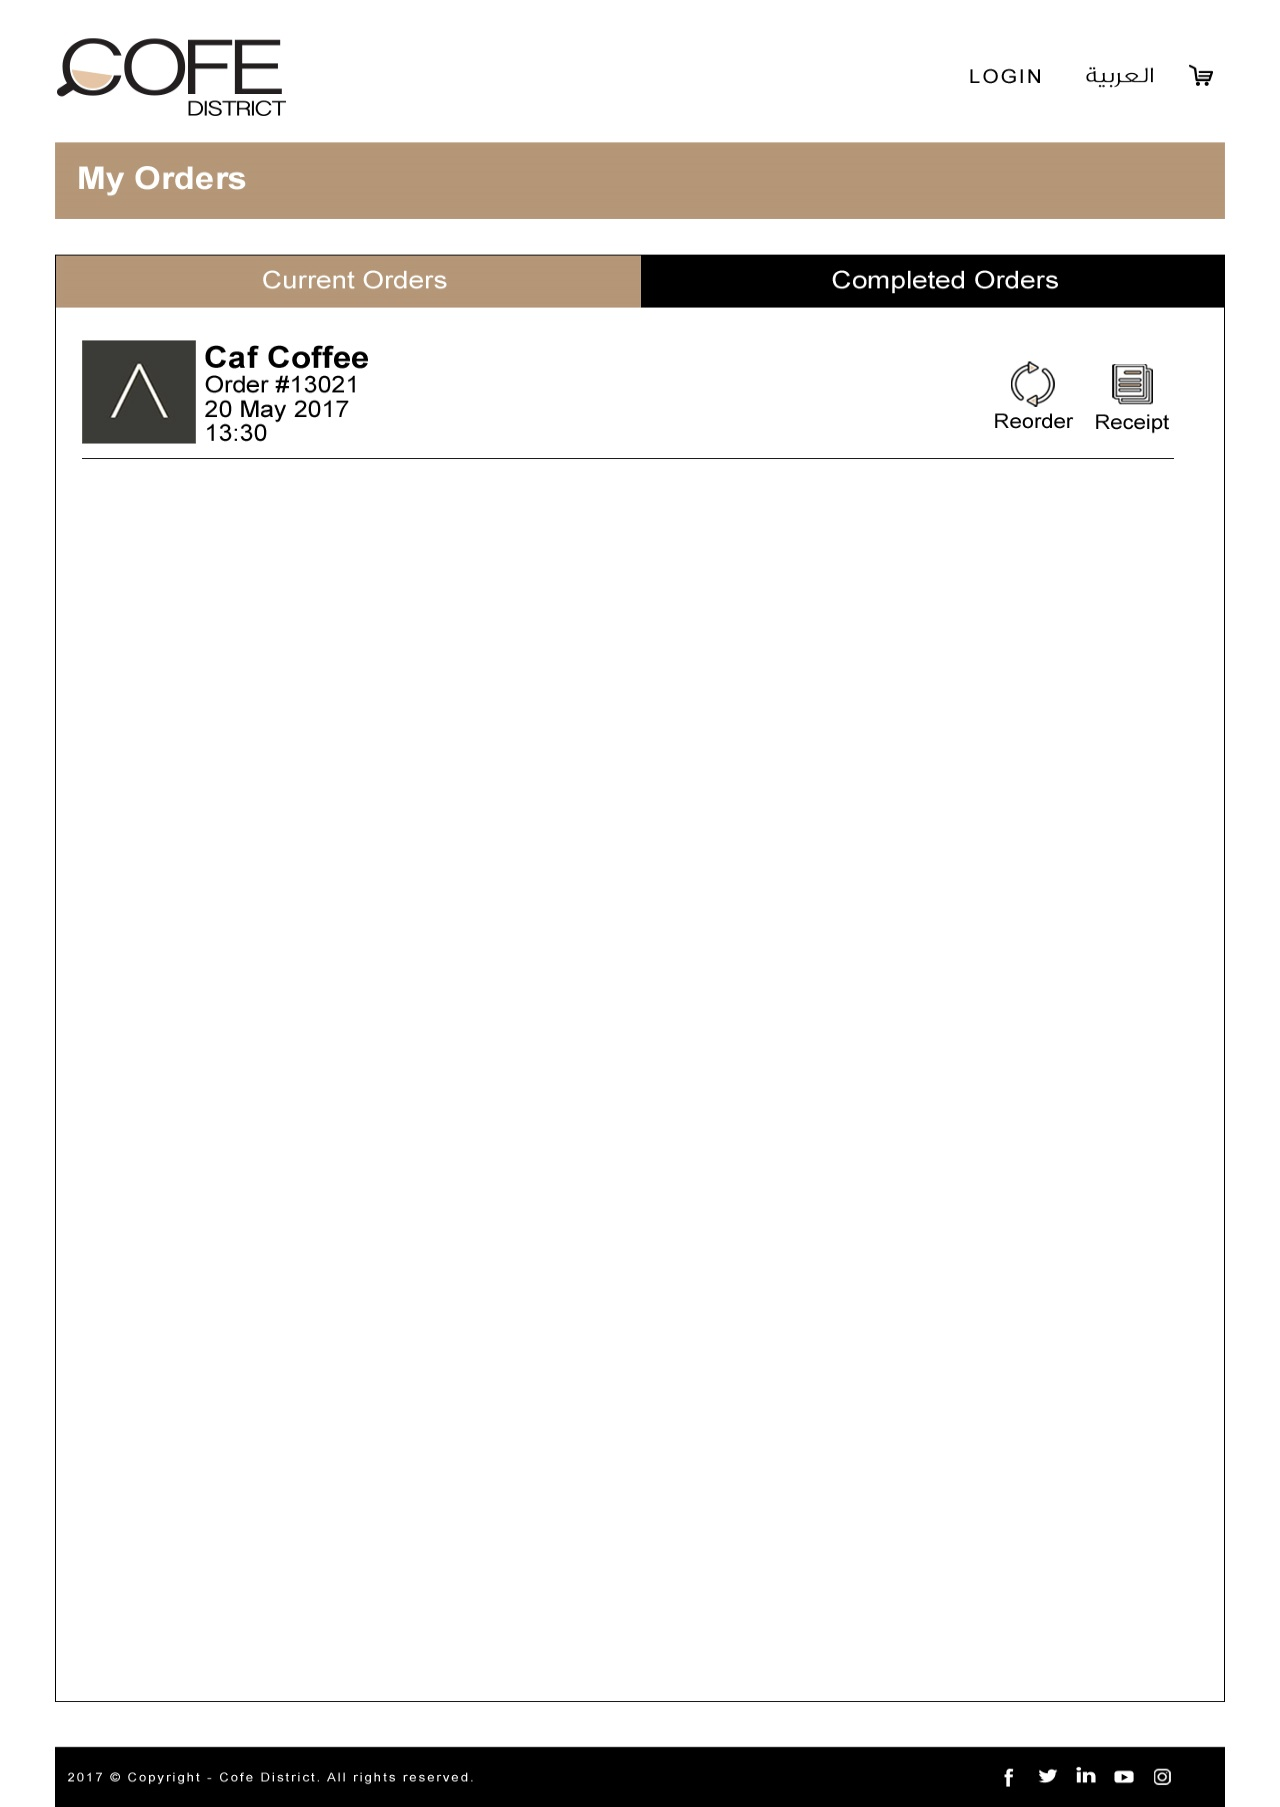 COFE
DISTRICT
LOGIN
العربية
My Orders
Current Orders
Completed Orders
Caf Coffee
Order #13021
20 May 2017
13:30
Reorder
Receipt
2017 © Copyright - Cofe District. All rights reserved.